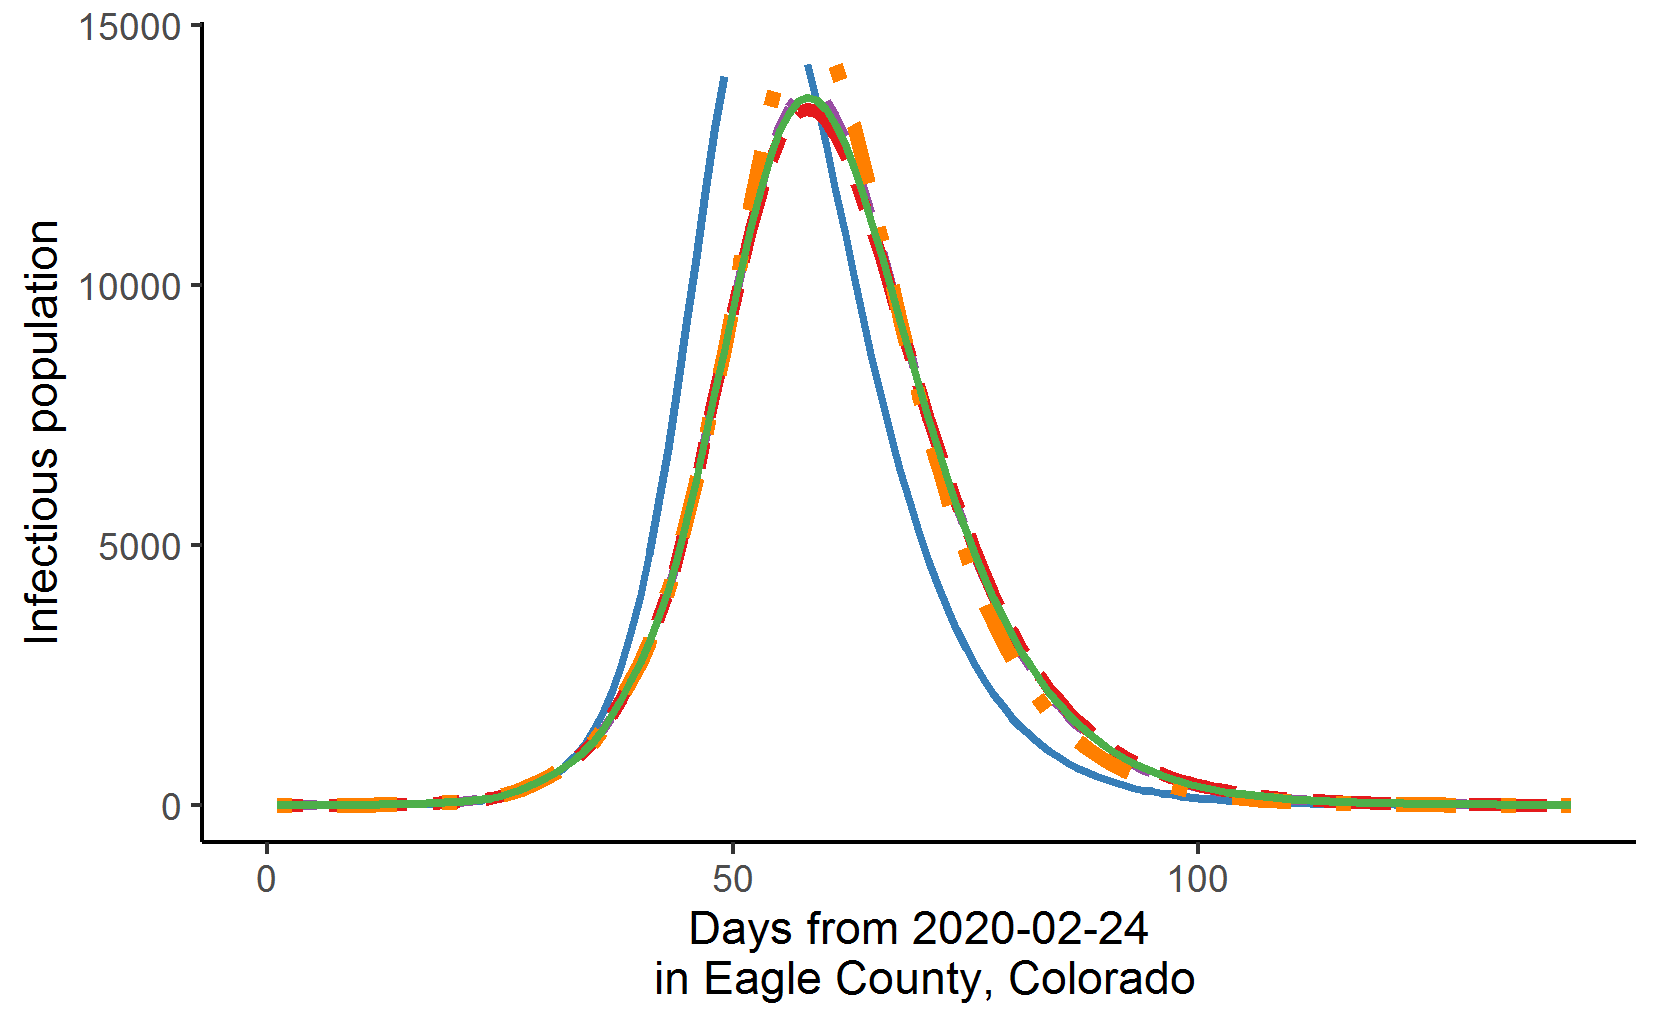 15000
10000
5000
0
Infectious population
0 50 100
Days from 2020-02-24
in Eagle County, Colorado